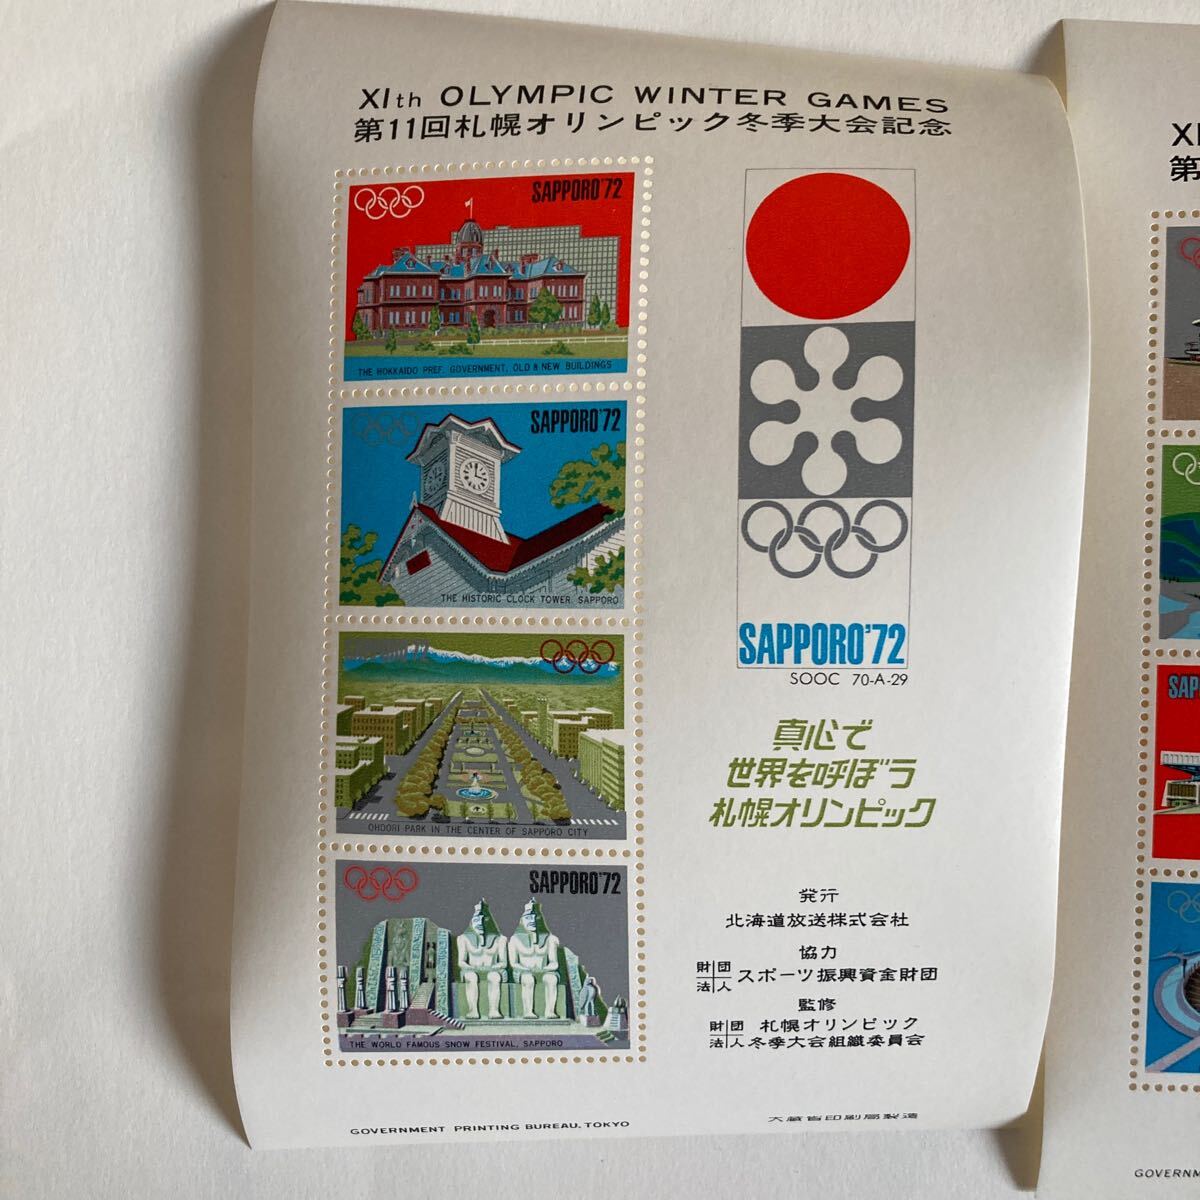 XIth OLYMPIC WINTER GAMES
第11回札幌オリンピック冬季大会記念
SAPPORO'72
THE HOKKAIDO PREF. GOVERNMENT, OLD & NEW BUILDINGS
SAPPORO'72
THE HISTORIC CLOCK TOWER. SAPPORO
SAPPORO'72
OHDORI PARK IN THE CENTER OF SAPPORO CITY
SAPPORO'72
THE WORLD FAMOUS SNOW FESTIVAL, SAPPORO
SAPPORO'72
SOOC 70-A-29
真心で
世界を呼ぼう
札幌オリンピック
発行
北海道放送株式会社
協力
財団法人 スポーツ振興資金財団
監修
財団法人 札幌オリンピック
冬季大会組織委員会
GOVERNMENT PRINTING BUREAU, TOKYO
大蔵省印刷局製造
XI
第
SAP
GOVERNM